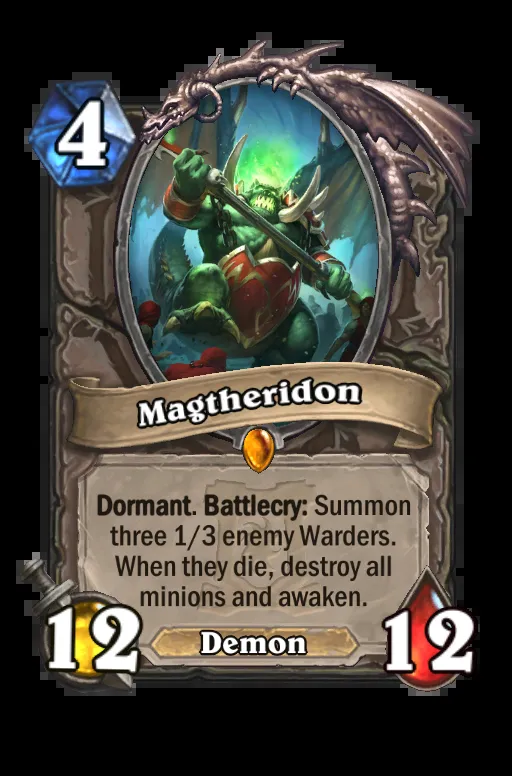 4
Magtheridon
Dormant. Battlecry: Summon
three 1/3 enemy Warders.
When they die, destroy all
minions and awaken.
12
Demon
12